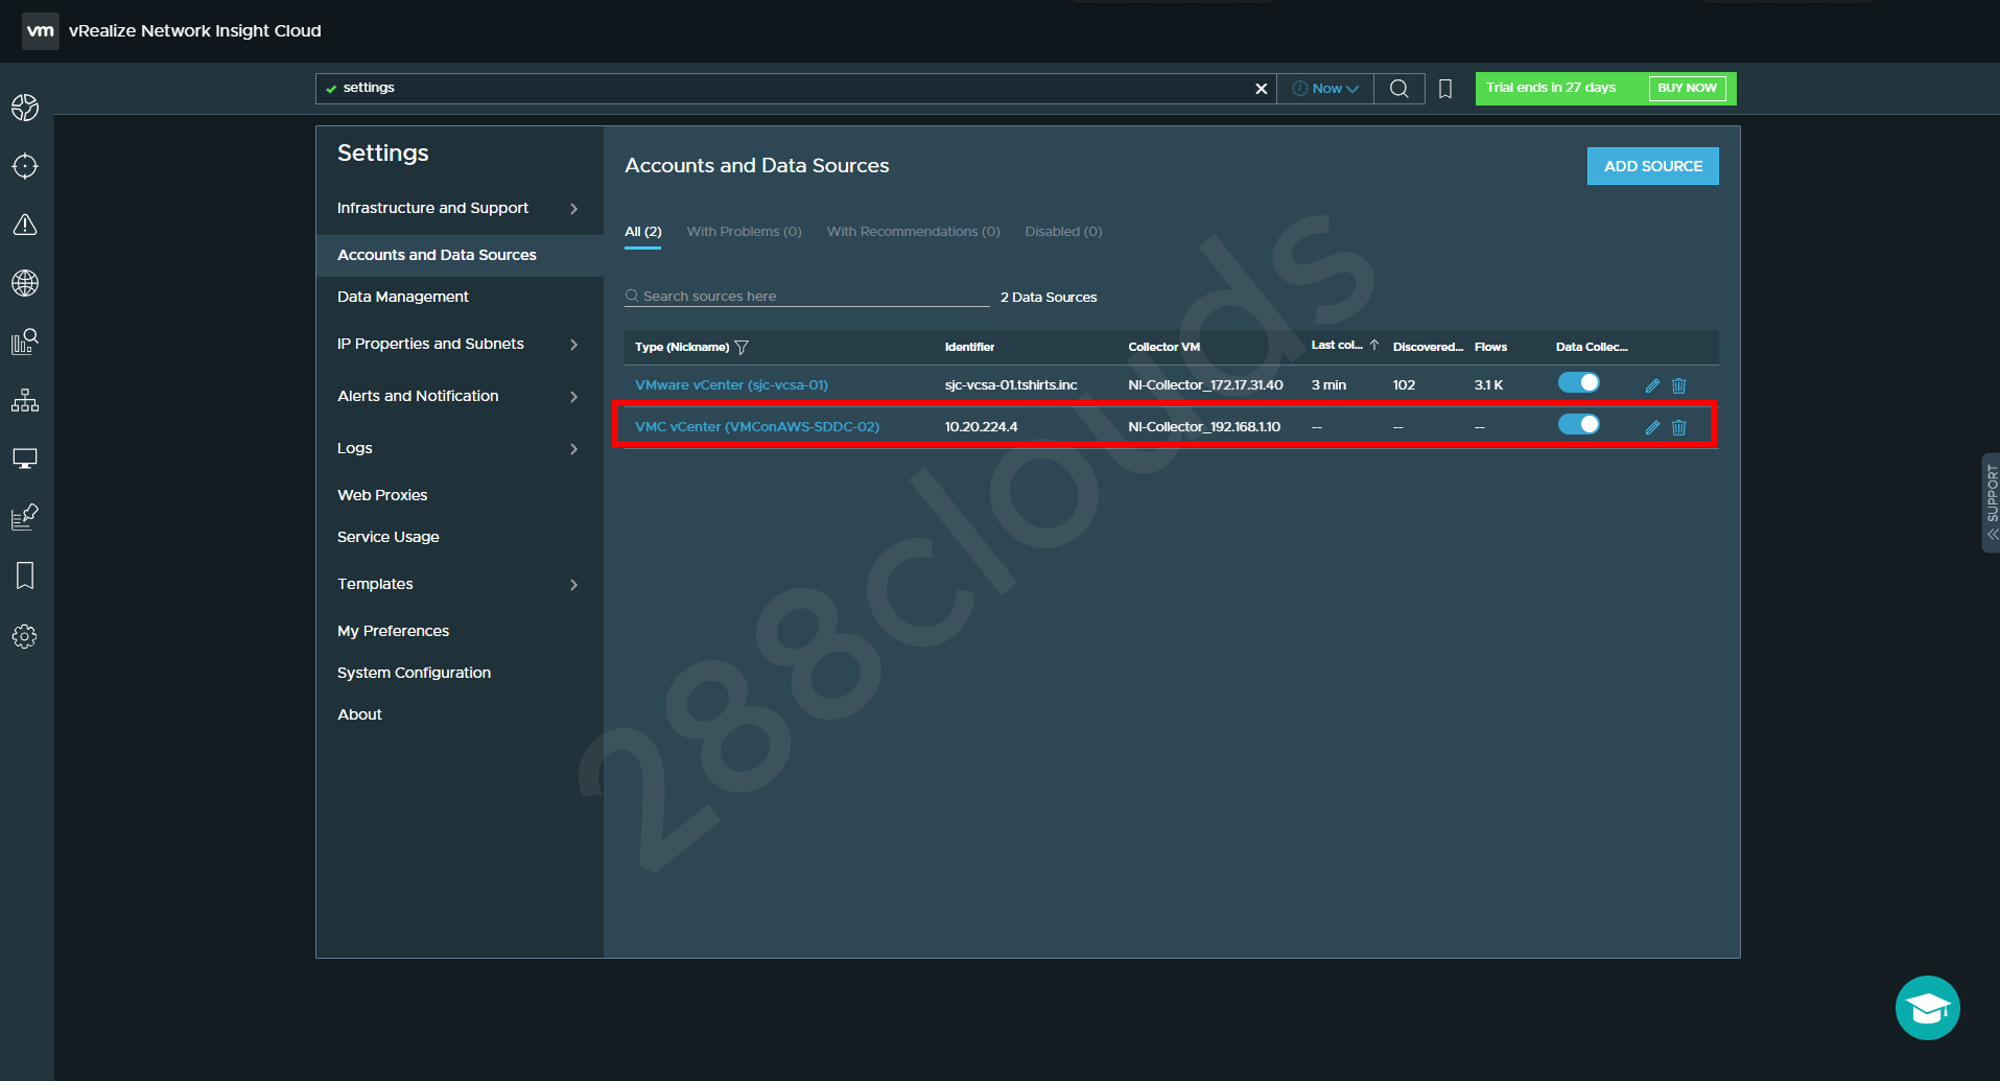 vm vRealize Network Insight Cloud
settings
Now
Trial ends in 27 days BUY NOW
Settings
Infrastructure and Support
Accounts and Data Sources
Data Management
IP Properties and Subnets
Alerts and Notification
Logs
Web Proxies
Service Usage
Templates
My Preferences
System Configuration
About
Accounts and Data Sources
ADD SOURCE
All (2) With Problems (0) With Recommendations (0) Disabled (0)
Search sources here 2 Data Sources
Type (Nickname) Identifier Collector VM Last col... Discovered... Flows Data Collec...
VMware vCenter (sjc-vcsa-01) sjc-vcsa-01.tshirts.inc NI-Collector_172.17.31.40 3 min 102 3.1 K
VMC vCenter (VMConAWS-SDDC-02) 10.20.224.4 NI-Collector_192.168.1.10 -- -- --
288clouds
SUPPORT